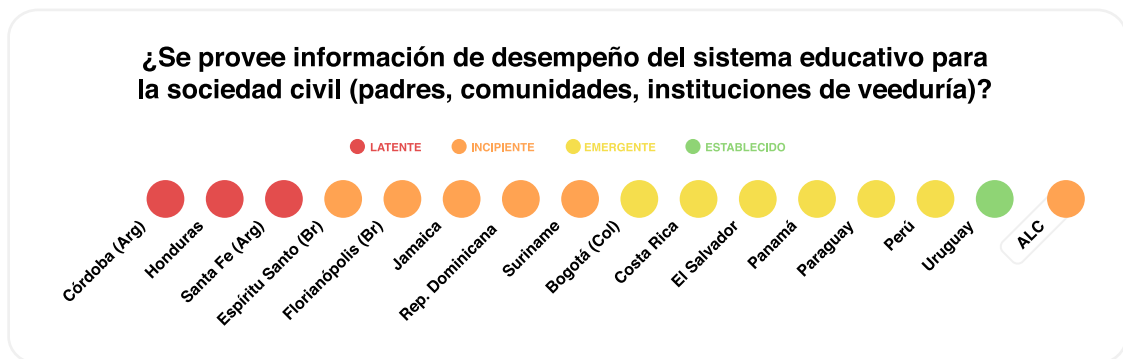 ¿Se provee información de desempeño del sistema educativo para
la sociedad civil (padres, comunidades, instituciones de veeduría)?
LATENTE
INCIPIENTE
EMERGENTE
ESTABLECIDO
Córdoba (Arg)
Honduras
Santa Fe (Arg)
Espíritu Santo (Br)
Florianópolis (Br)
Jamaica
Rep. Dominicana
Suriname
Bogotá (Col)
Costa Rica
El Salvador
Panamá
Paraguay
Perú
Uruguay
ALC